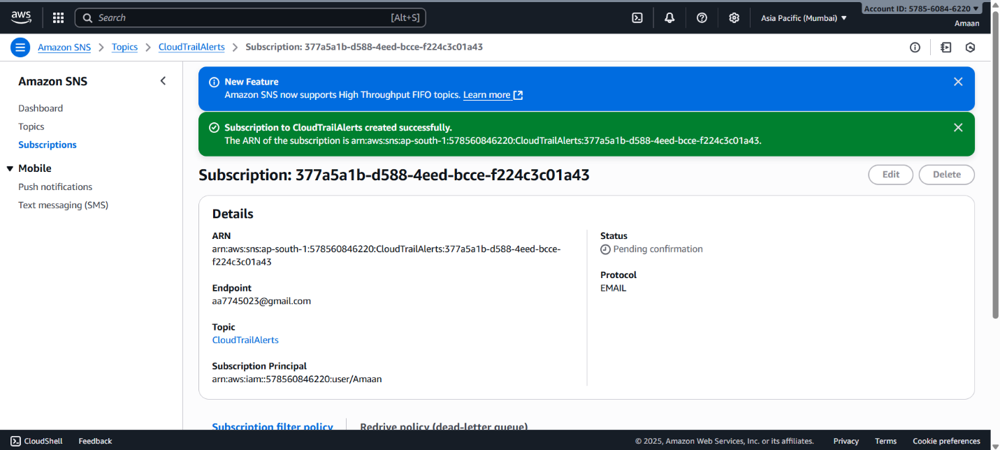 aws
Search
[Alt+S]
Asia Pacific (Mumbai)
Account ID: 5785-6084-6220
Amaan
Amazon SNS
Topics
CloudTrailAlerts
Subscription: 377a5a1b-d588-4eed-bcce-f224c3c01a43
Amazon SNS
Dashboard
Topics
Subscriptions
Mobile
Push notifications
Text messaging (SMS)
New Feature
Amazon SNS now supports High Throughput FIFO topics. Learn more
Subscription to CloudTrailAlerts created successfully.
The ARN of the subscription is arn:aws:sns:ap-south-1:578560846220:CloudTrailAlerts:377a5a1b-d588-4eed-bcce-f224c3c01a43.
Subscription: 377a5a1b-d588-4eed-bcce-f224c3c01a43
Edit
Delete
Details
ARN
arn:aws:sns:ap-south-1:578560846220:CloudTrailAlerts:377a5a1b-d588-4eed-bcce-
f224c3c01a43
Endpoint
aa7745023@gmail.com
Topic
CloudTrailAlerts
Subscription Principal
arn:aws:iam::578560846220:user/Amaan
Status
Pending confirmation
Protocol
EMAIL
Subscription filter policy
Redrive policy (dead-letter queue)
CloudShell
Feedback
© 2025, Amazon Web Services, Inc. or its affiliates.
Privacy
Terms
Cookie preferences